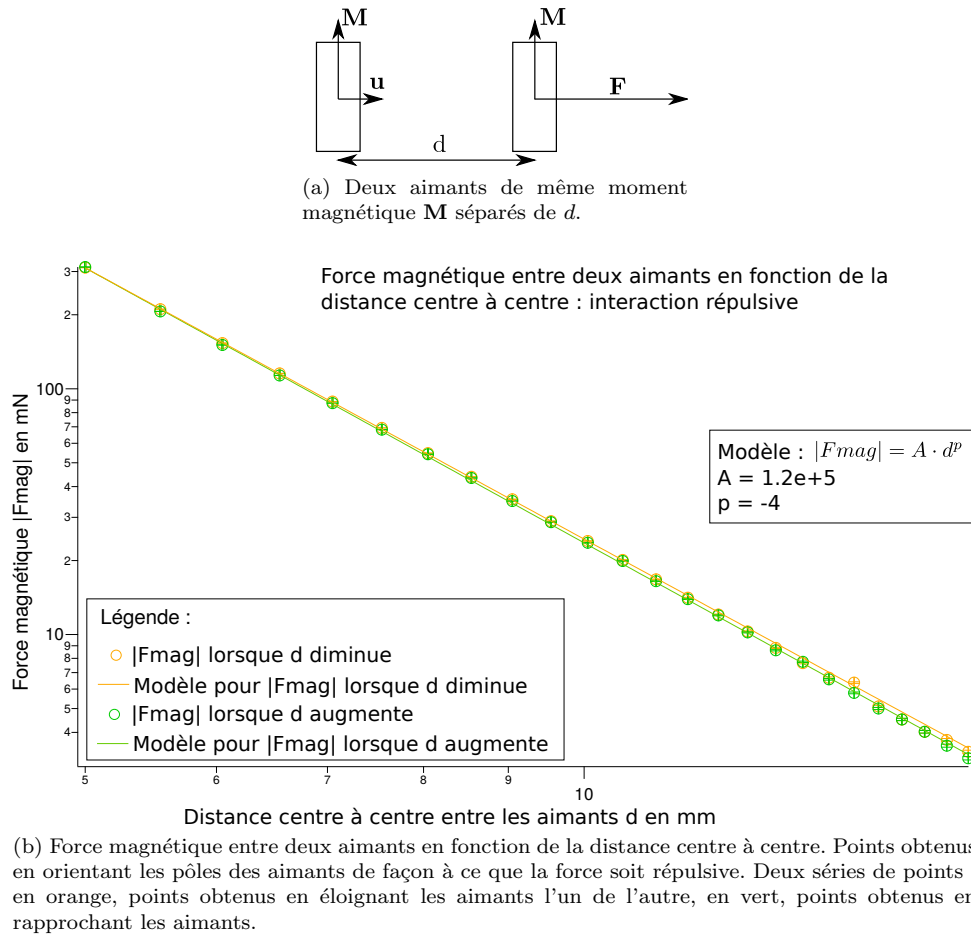 M
M
u
F
d
(a) Deux aimants de même moment
magnétique M séparés de d.
Force magnétique entre deux aimants en fonction de la
distance centre à centre : interaction répulsive
Force magnétique |Fmag| en mN
3
2
100
9
8
7
6
5
4
3
2
10
9
8
7
6
5
4
Modèle : |Fmag| = A · d^p
A = 1.2e+5
p = -4
Légende :
|Fmag| lorsque d diminue
Modèle pour |Fmag| lorsque d diminue
|Fmag| lorsque d augmente
Modèle pour |Fmag| lorsque d augmente
5 6 7 8 9 10
Distance centre à centre entre les aimants d en mm
(b) Force magnétique entre deux aimants en fonction de la distance centre à centre. Points obtenus
en orientant les pôles des aimants de façon à ce que la force soit répulsive. Deux séries de points
en orange, points obtenus en éloignant les aimants l'un de l'autre, en vert, points obtenus en
rapprochant les aimants.